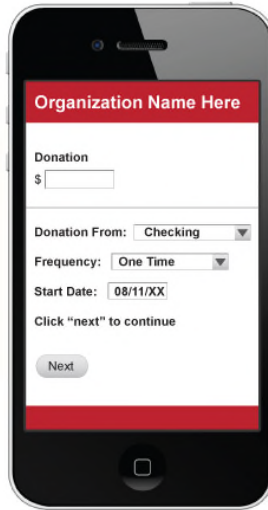 Organization Name Here
Donation
$
Donation From: Checking
Frequency: One Time
Start Date: 08/11/XX
Click “next” to continue
Next